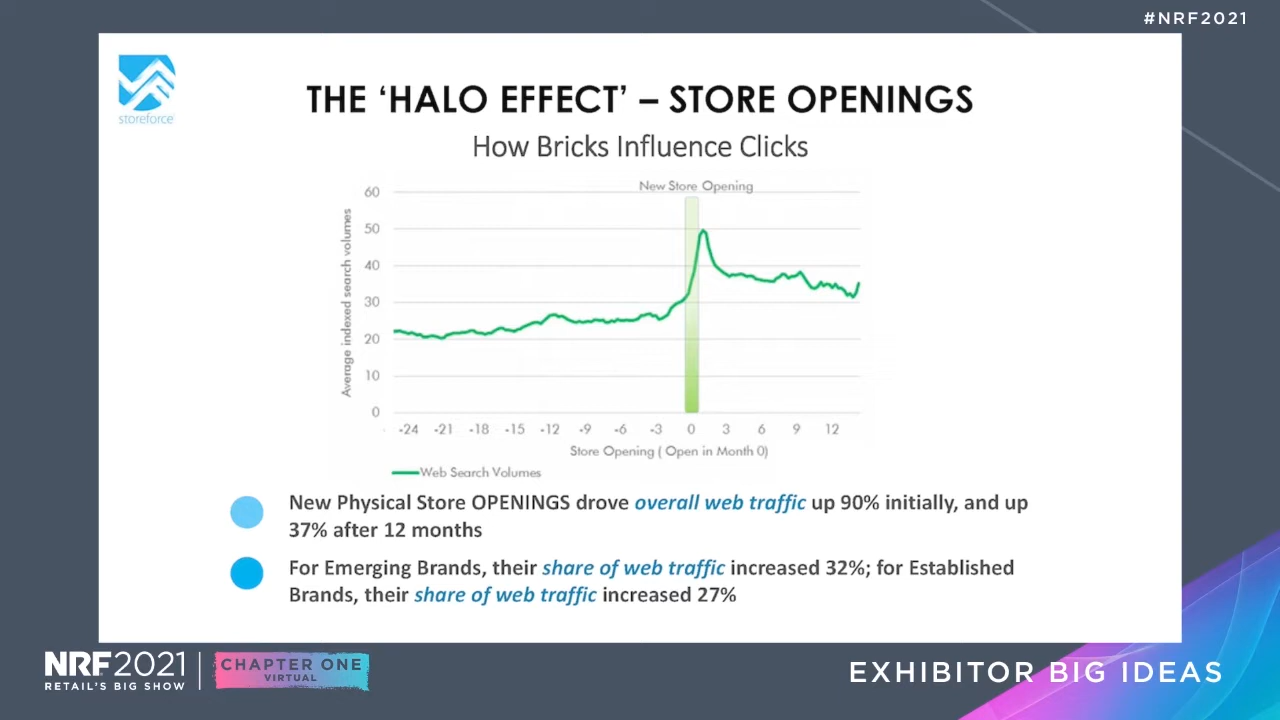 #NRF2021
storeforce
THE ‘HALO EFFECT’ – STORE OPENINGS
How Bricks Influence Clicks
New Store Opening
Average indexed search volumes
60
50
40
30
20
10
0
-24 -21 -18 -15 -12 -9 -6 -3 0 3 6 9 12
Store Opening ( Open in Month 0)
Web Search Volumes
New Physical Store OPENINGS drove overall web traffic up 90% initially, and up
37% after 12 months
For Emerging Brands, their share of web traffic increased 32%; for Established
Brands, their share of web traffic increased 27%
NRF2021
RETAIL'S BIG SHOW
CHAPTER ONE
VIRTUAL
EXHIBITOR BIG IDEAS